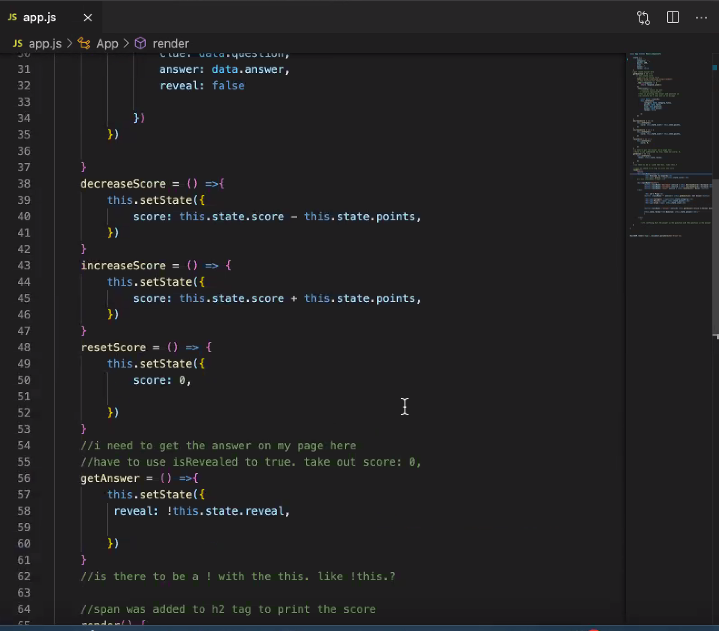 JS app.js ×
JS app.js > App > render
30 clue: data.question,
31 answer: data.answer,
32 reveal: false
33
34 })
35 })
36
37 }
38 decreaseScore = () =>{
39 this.setState({
40 score: this.state.score - this.state.points,
41 })
42 }
43 increaseScore = () => {
44 this.setState({
45 score: this.state.score + this.state.points,
46 })
47 }
48 resetScore = () => {
49 this.setState({
50 score: 0,
51
52 })
53 }
54 //i need to get the answer on my page here
55 //have to use isRevealed to true. take out score: 0,
56 getAnswer = () =>{
57 this.setState({
58 reveal: !this.state.reveal,
59
60 })
61 }
62 //is there to be a ! with the this. like !this.?
63
64 //span was added to h2 tag to print the score
65 render() {